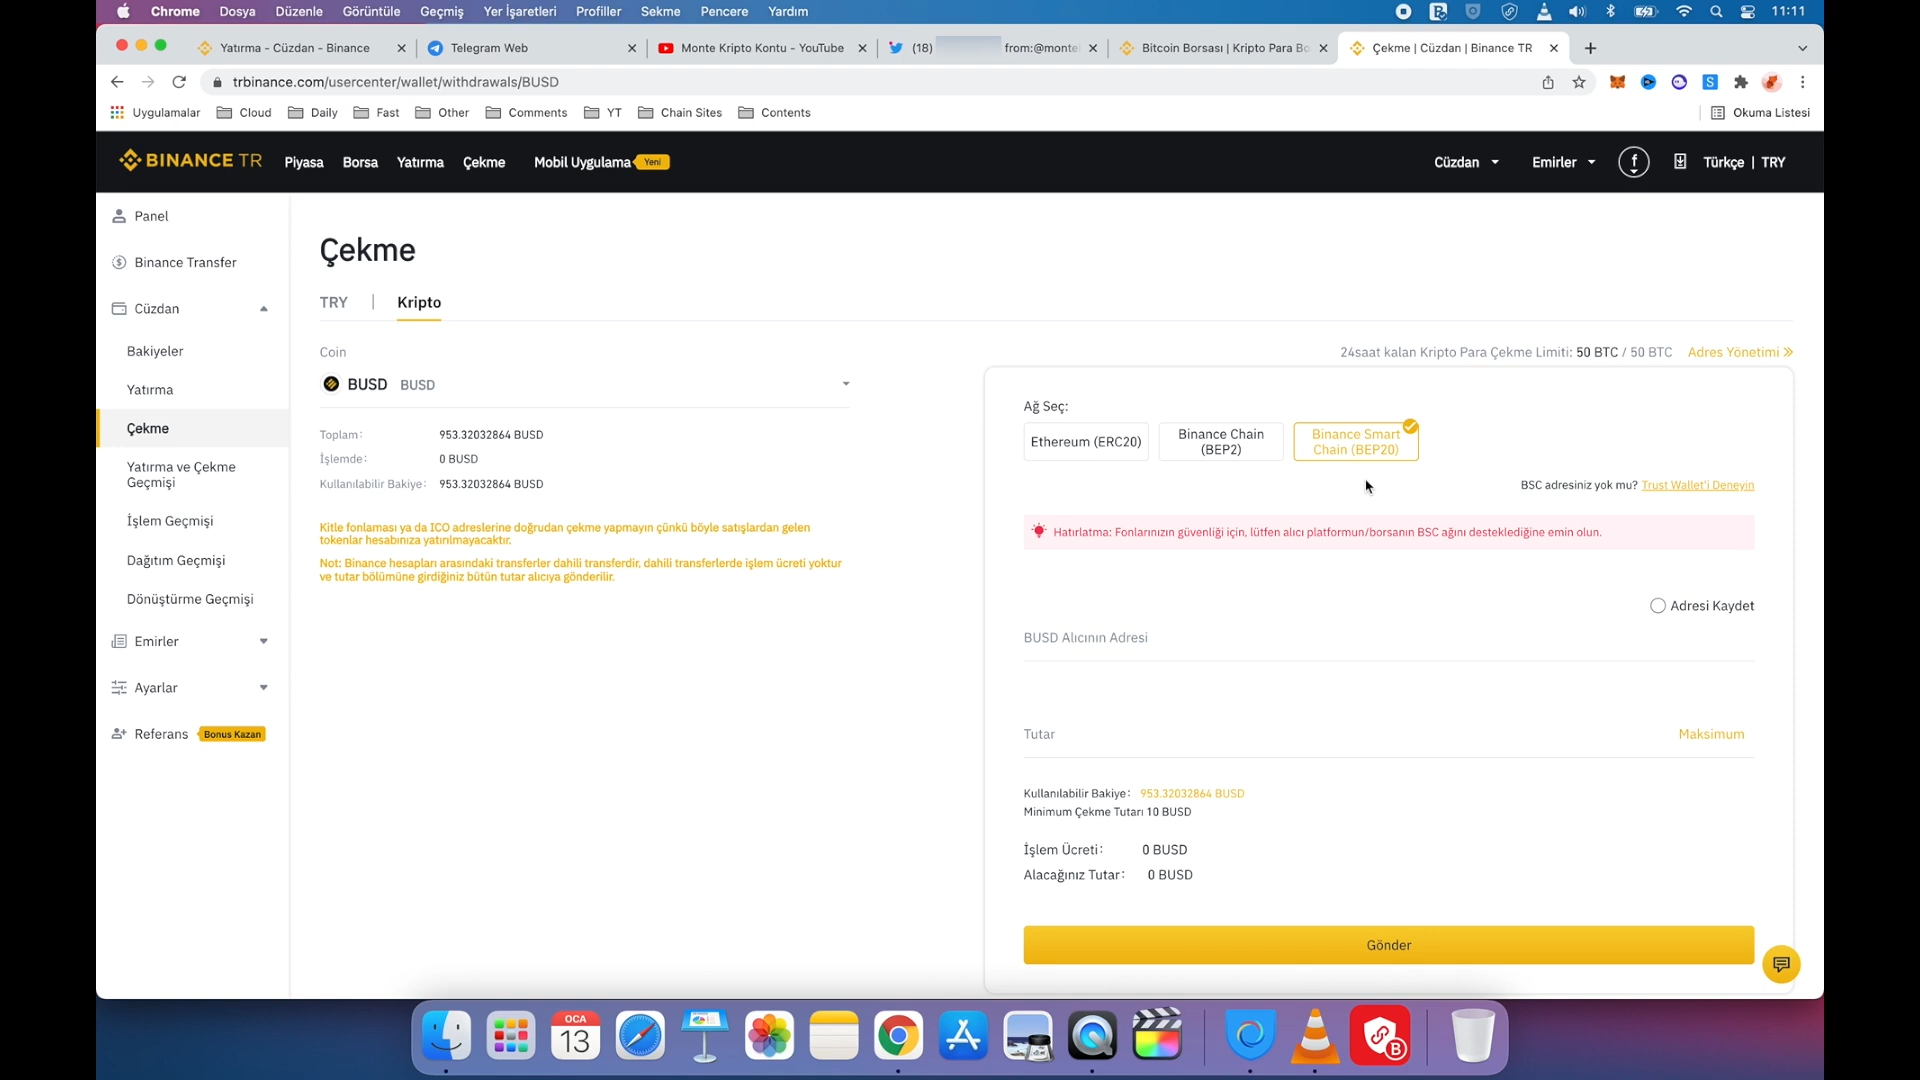 Chrome Dosya Düzenle Görüntüle Geçmiş Yer İşaretleri Profiller Sekme Pencere Yardım 11:11
Yatırma - Cüzdan - Binance Telegram Web Monte Kripto Kontu - YouTube (18) from:@monte Bitcoin Borsası | Kripto Para Bo Çekme | Cüzdan | Binance TR
trbinance.com/usercenter/wallet/withdrawals/BUSD
Uygulamalar Cloud Daily Fast Other Comments YT Chain Sites Contents Okuma Listesi
BINANCE TR Piyasa Borsa Yatırma Çekme Mobil Uygulama Yeni Cüzdan Emirler Türkçe | TRY
Panel
Binance Transfer
Cüzdan
Bakiyeler
Yatırma
Çekme
Yatırma ve Çekme
Geçmişi
İşlem Geçmişi
Dağıtım Geçmişi
Dönüştürme Geçmişi
Emirler
Ayarlar
Referans Bonus Kazan
Çekme
TRY | Kripto
Coin
BUSD BUSD
Toplam: 953.32032864 BUSD
İşlemde: 0 BUSD
Kullanılabilir Bakiye: 953.32032864 BUSD
Kitle fonlaması ya da ICO adreslerine doğrudan çekme yapmayın çünkü böyle satışlardan gelen
tokenlar hesabınıza yatırılmayacaktır.
Not: Binance hesapları arasındaki transferler dahili transferdir, dahili transferlerde işlem ücreti yoktur
ve tutar bölümüne girdiğiniz bütün tutar alıcıya gönderilir.
24saat kalan Kripto Para Çekme Limiti: 50 BTC / 50 BTC Adres Yönetimi
Ağ Seç:
Ethereum (ERC20)
Binance Chain
(BEP2)
Binance Smart
Chain (BEP20)
BSC adresiniz yok mu? Trust Wallet'i Deneyin
Hatırlatma: Fonlarınızın güvenliği için, lütfen alıcı platformun/borsanın BSC ağını desteklediğine emin olun.
Adresi Kaydet
BUSD Alıcının Adresi
Tutar Maksimum
Kullanılabilir Bakiye: 953.32032864 BUSD
Minimum Çekme Tutarı 10 BUSD
İşlem Ücreti: 0 BUSD
Alacağınız Tutar: 0 BUSD
Gönder
OCA
13